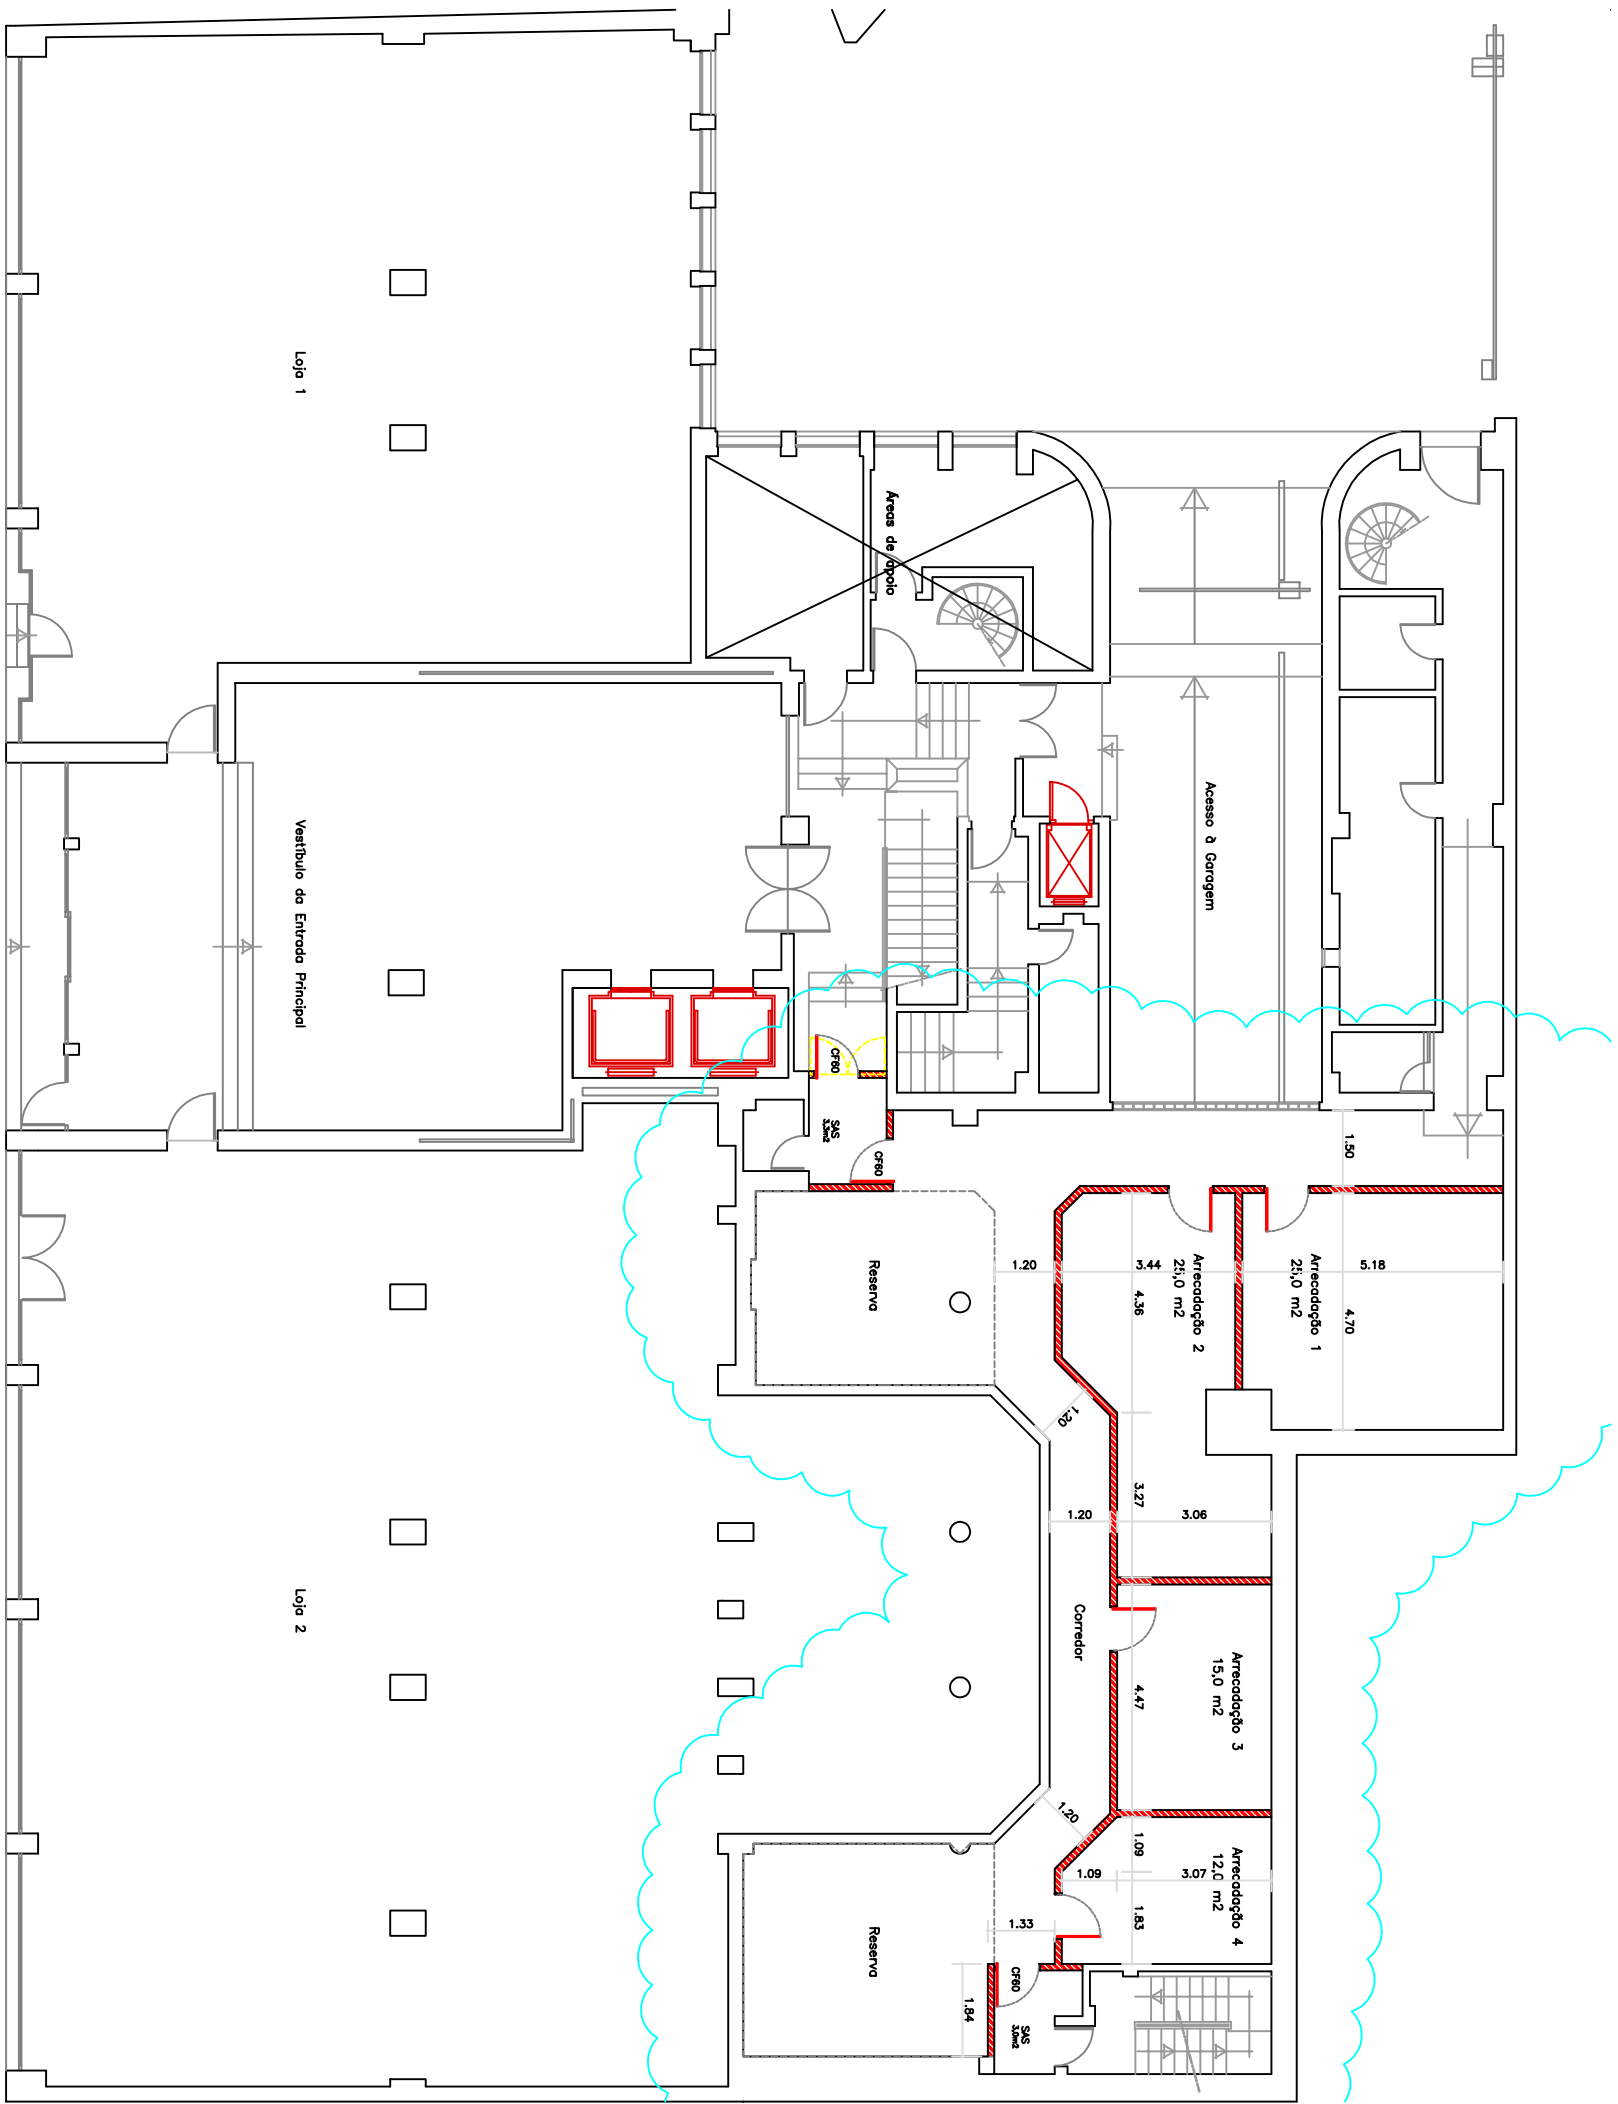 Loja 1
Áreas de apoio
Acesso à Garagem
Vestíbulo da Entrada Principal
CF60
SAS
3,3m2
CF60
1.50
Reserva
1.20
3.44
4.36
Arrecadação 2
25,0 m2
Arrecadação 1
25,0 m2
5.18
4.70
1.20
3.27
1.20
3.06
Loja 2
Corredor
Arrecadação 3
15,0 m2
4.47
1.20
1.09
1.09
3.07
Arrecadação 4
12,0 m2
1.83
1.33
Reserva
CF60
1.84
SAS
3,0m2